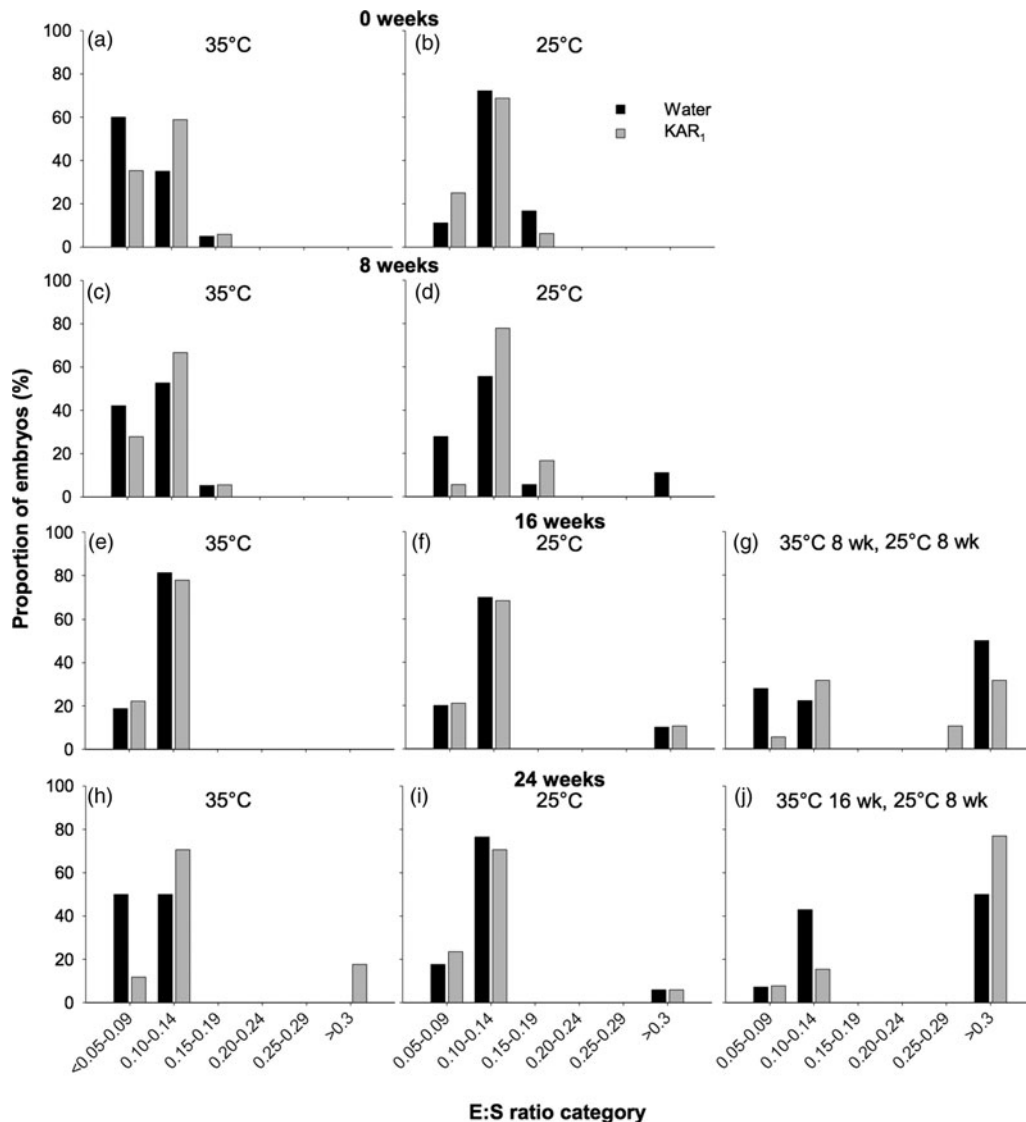 0 weeks
(a) 35°C
(b) 25°C
Water
KAR1
100
80
60
40
20
0
8 weeks
(c) 35°C
(d) 25°C
100
80
60
40
20
0
Proportion of embryos (%)
16 weeks
(e) 35°C
(f) 25°C
(g) 35°C 8 wk, 25°C 8 wk
100
80
60
40
20
0
24 weeks
(h) 35°C
(i) 25°C
(j) 35°C 16 wk, 25°C 8 wk
100
80
60
40
20
0
<0.05-0.09 0.10-0.14 0.15-0.19 0.20-0.24 0.25-0.29 >0.3
0.05-0.09 0.10-0.14 0.15-0.19 0.20-0.24 0.25-0.29 >0.3
0.05-0.09 0.10-0.14 0.15-0.19 0.20-0.24 0.25-0.29 >0.3
E:S ratio category